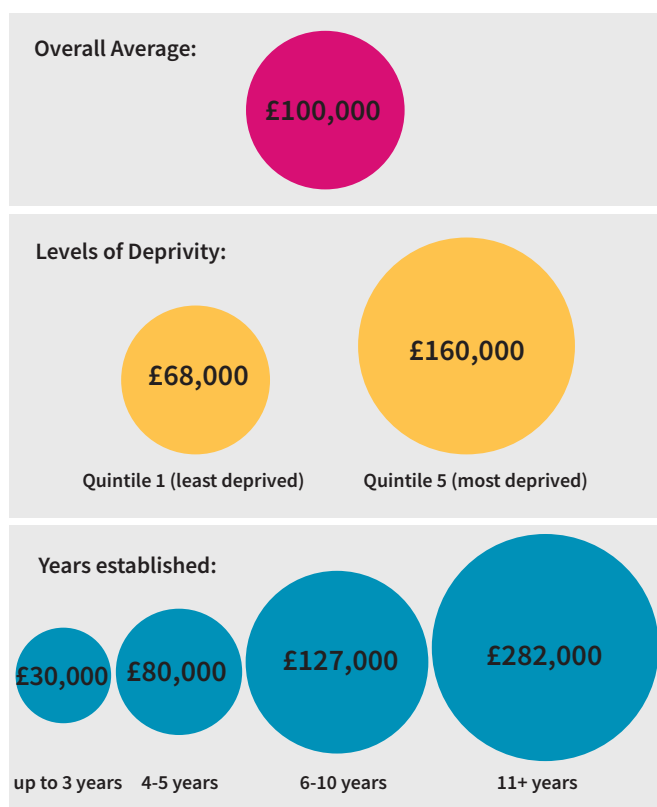 Overall Average:
£100,000
Levels of Deprivity:
£68,000
£160,000
Quintile 1 (least deprived)
Quintile 5 (most deprived)
Years established:
£30,000
£80,000
£127,000
£282,000
up to 3 years
4-5 years
6-10 years
11+ years